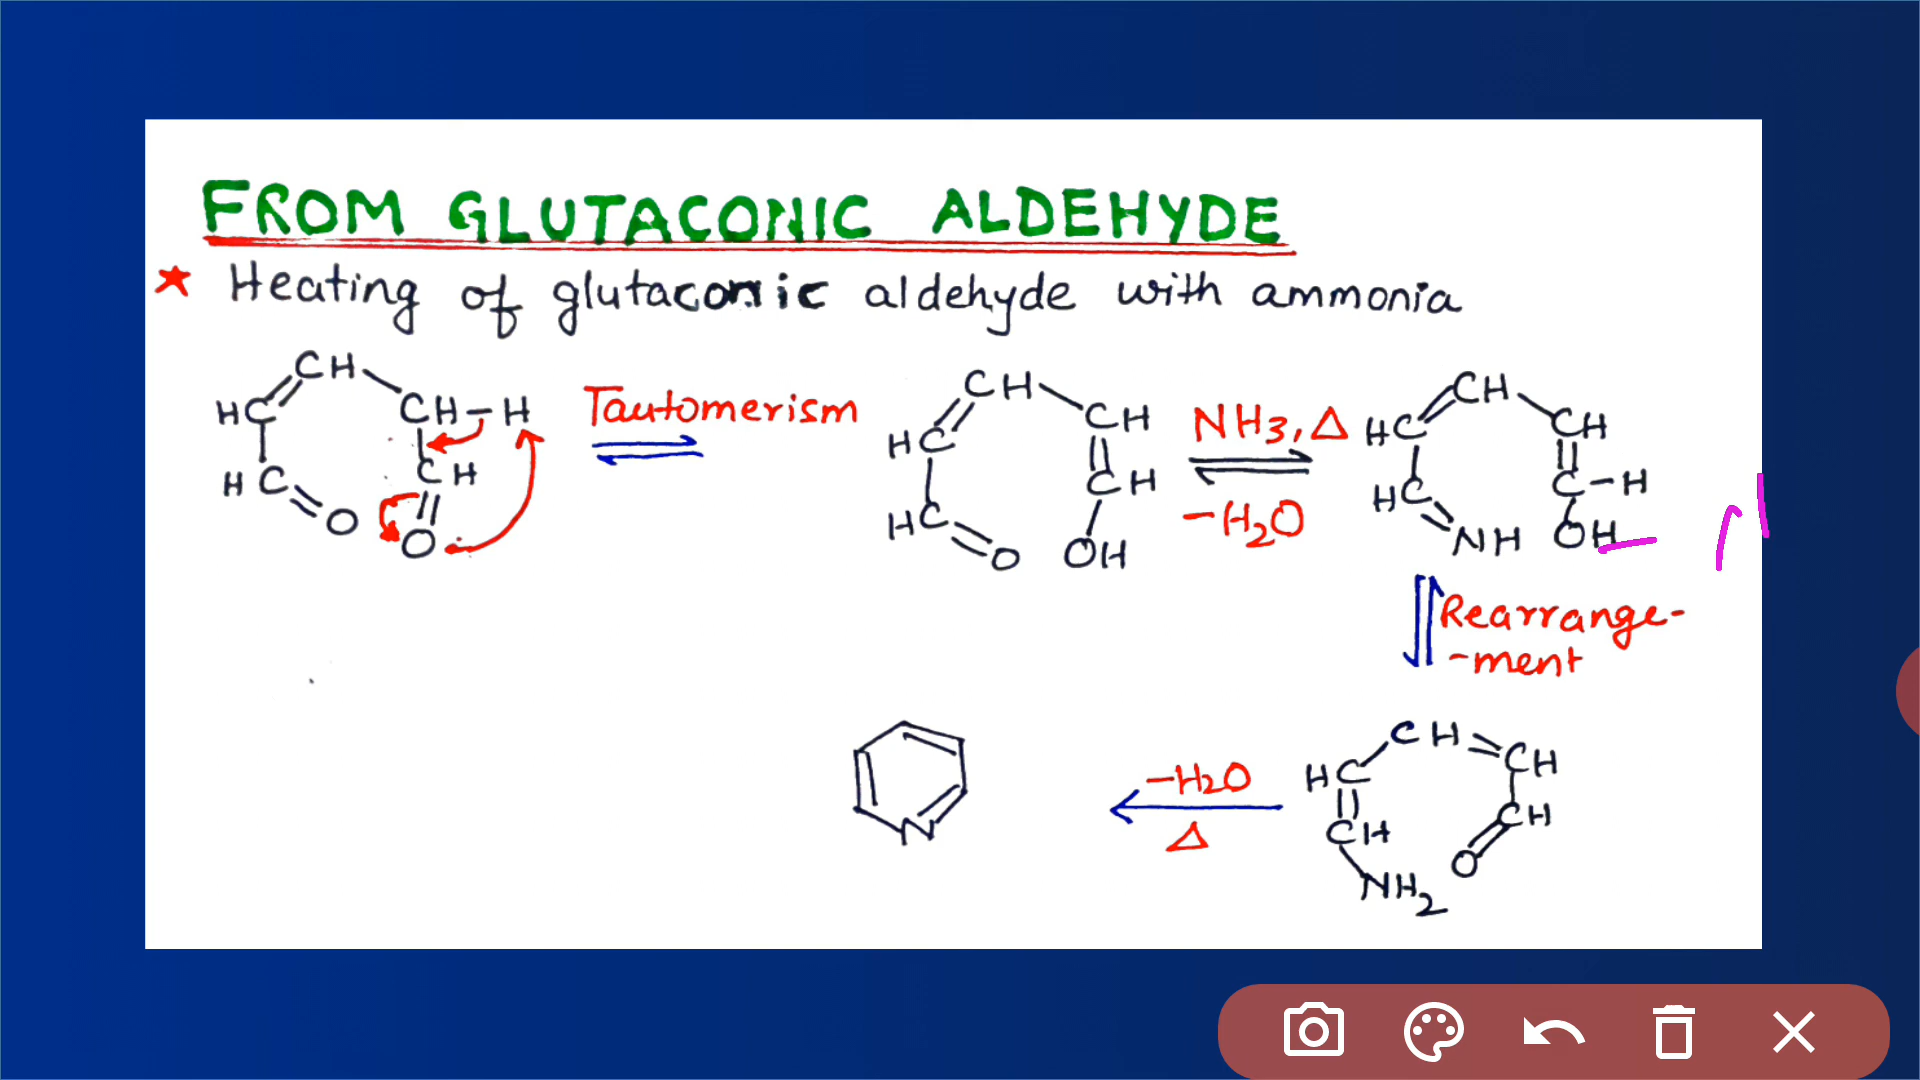 FROM GLUTACONIC ALDEHYDE
★ Heating of glutaconic aldehyde with ammonia
CH
HC
CH-H
CH
HC
O
O
Tautomerism
CH
HC
CH
CH
HC
O
OH
NH3, Δ
-H2O
CH
HC
CH
C-H
HC
NH
OH
Rearrange-
-ment
CH
HC
CH
CH
CH
O
NH2
-H2O
Δ
N